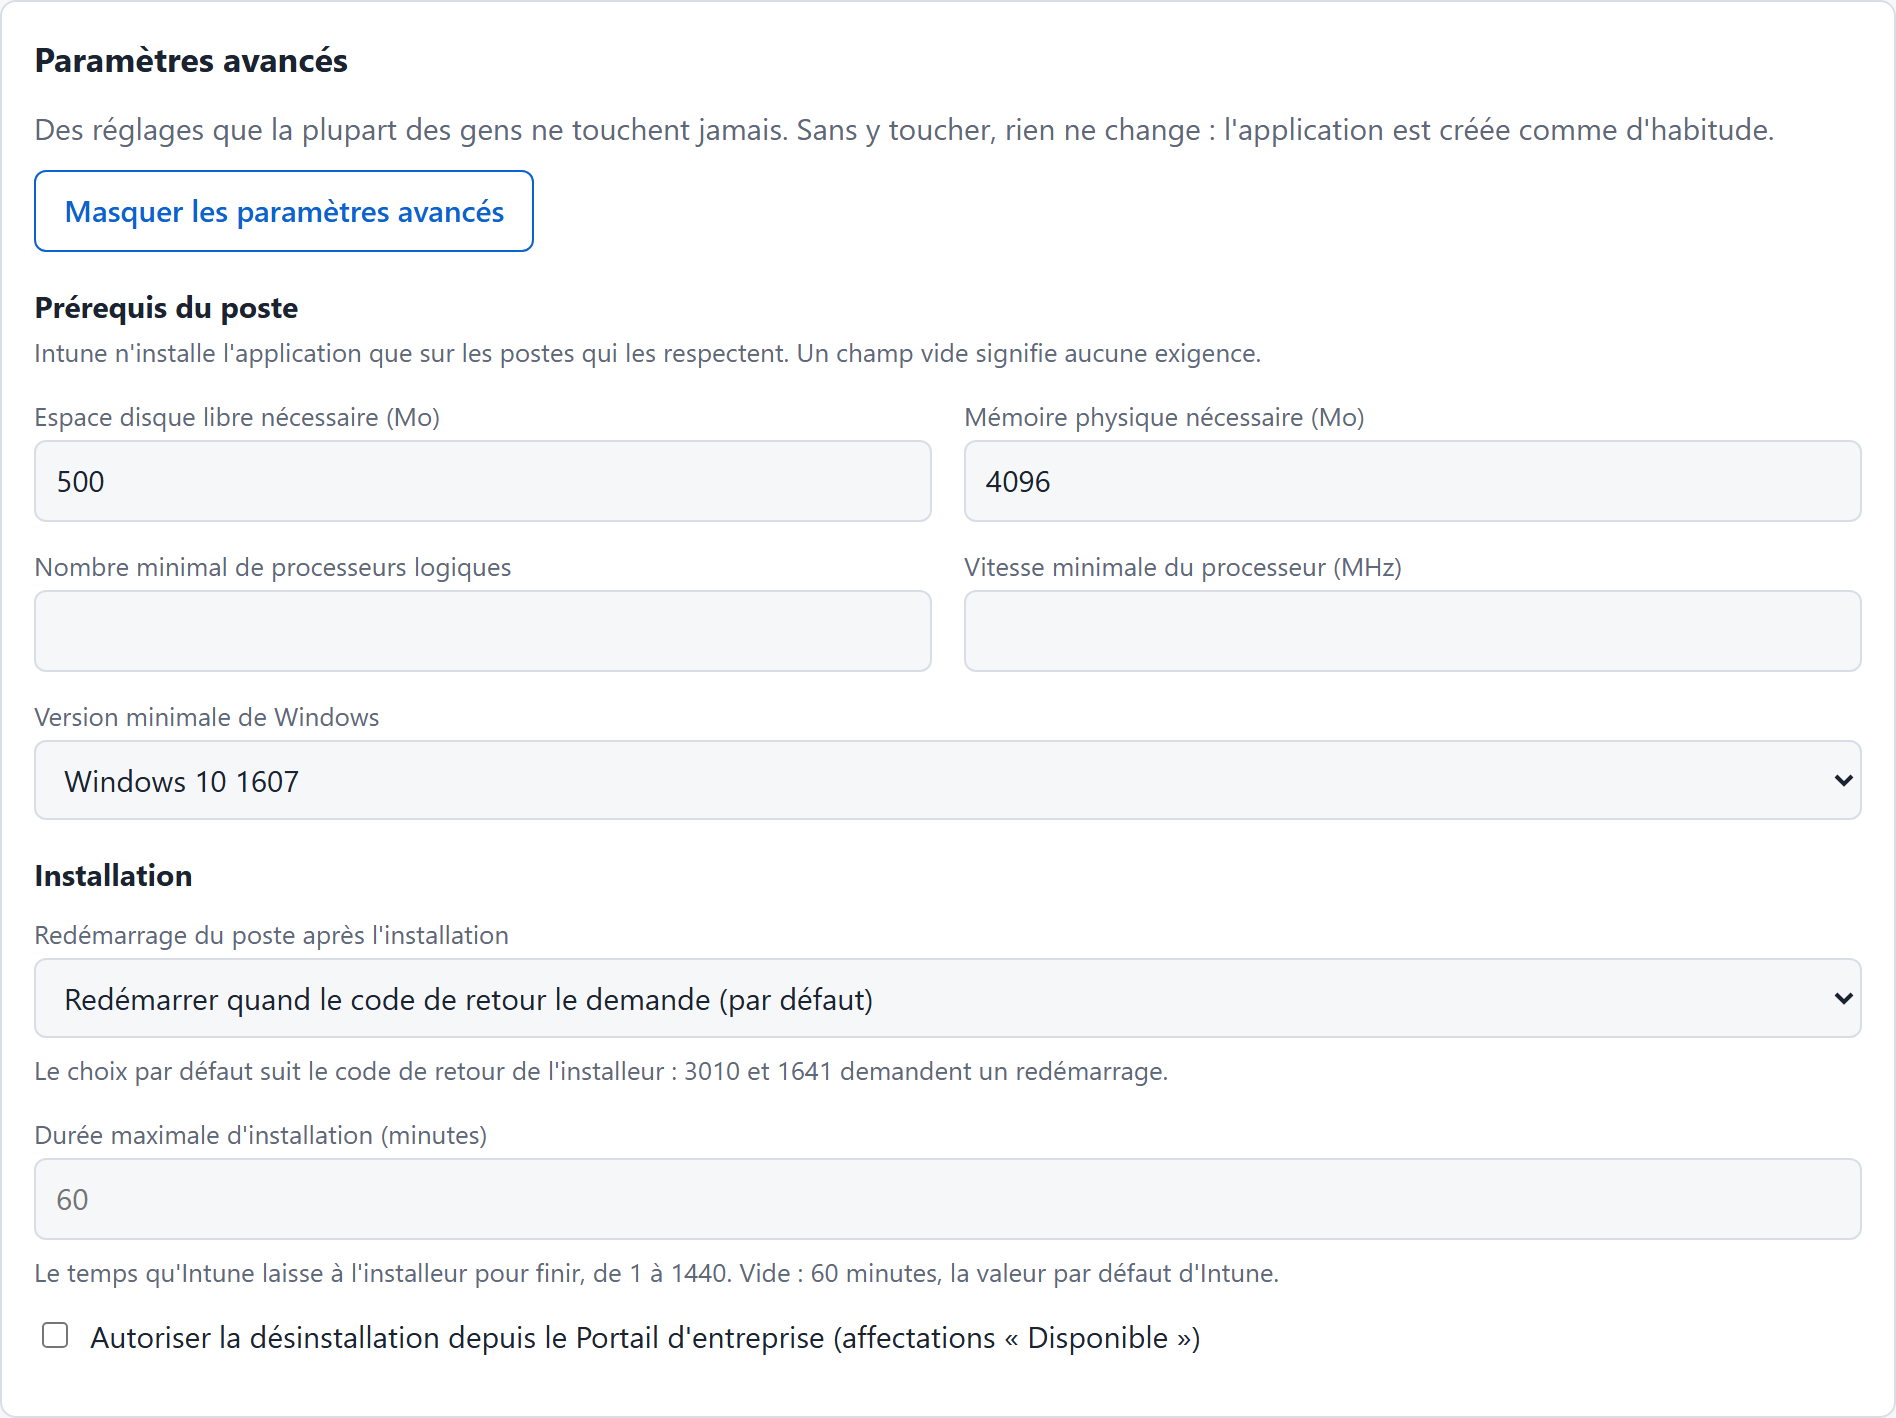 Paramètres avancés
Des réglages que la plupart des gens ne touchent jamais. Sans y toucher, rien ne change : l'application est créée comme d'habitude.
Masquer les paramètres avancés
Prérequis du poste
Intune n'installe l'application que sur les postes qui les respectent. Un champ vide signifie aucune exigence.
Espace disque libre nécessaire (Mo)
500
Mémoire physique nécessaire (Mo)
4096
Nombre minimal de processeurs logiques
Vitesse minimale du processeur (MHz)
Version minimale de Windows
Windows 10 1607
Installation
Redémarrage du poste après l'installation
Redémarrer quand le code de retour le demande (par défaut)
Le choix par défaut suit le code de retour de l'installeur : 3010 et 1641 demandent un redémarrage.
Durée maximale d'installation (minutes)
60
Le temps qu'Intune laisse à l'installeur pour finir, de 1 à 1440. Vide : 60 minutes, la valeur par défaut d'Intune.
Autoriser la désinstallation depuis le Portail d'entreprise (affectations « Disponible »)